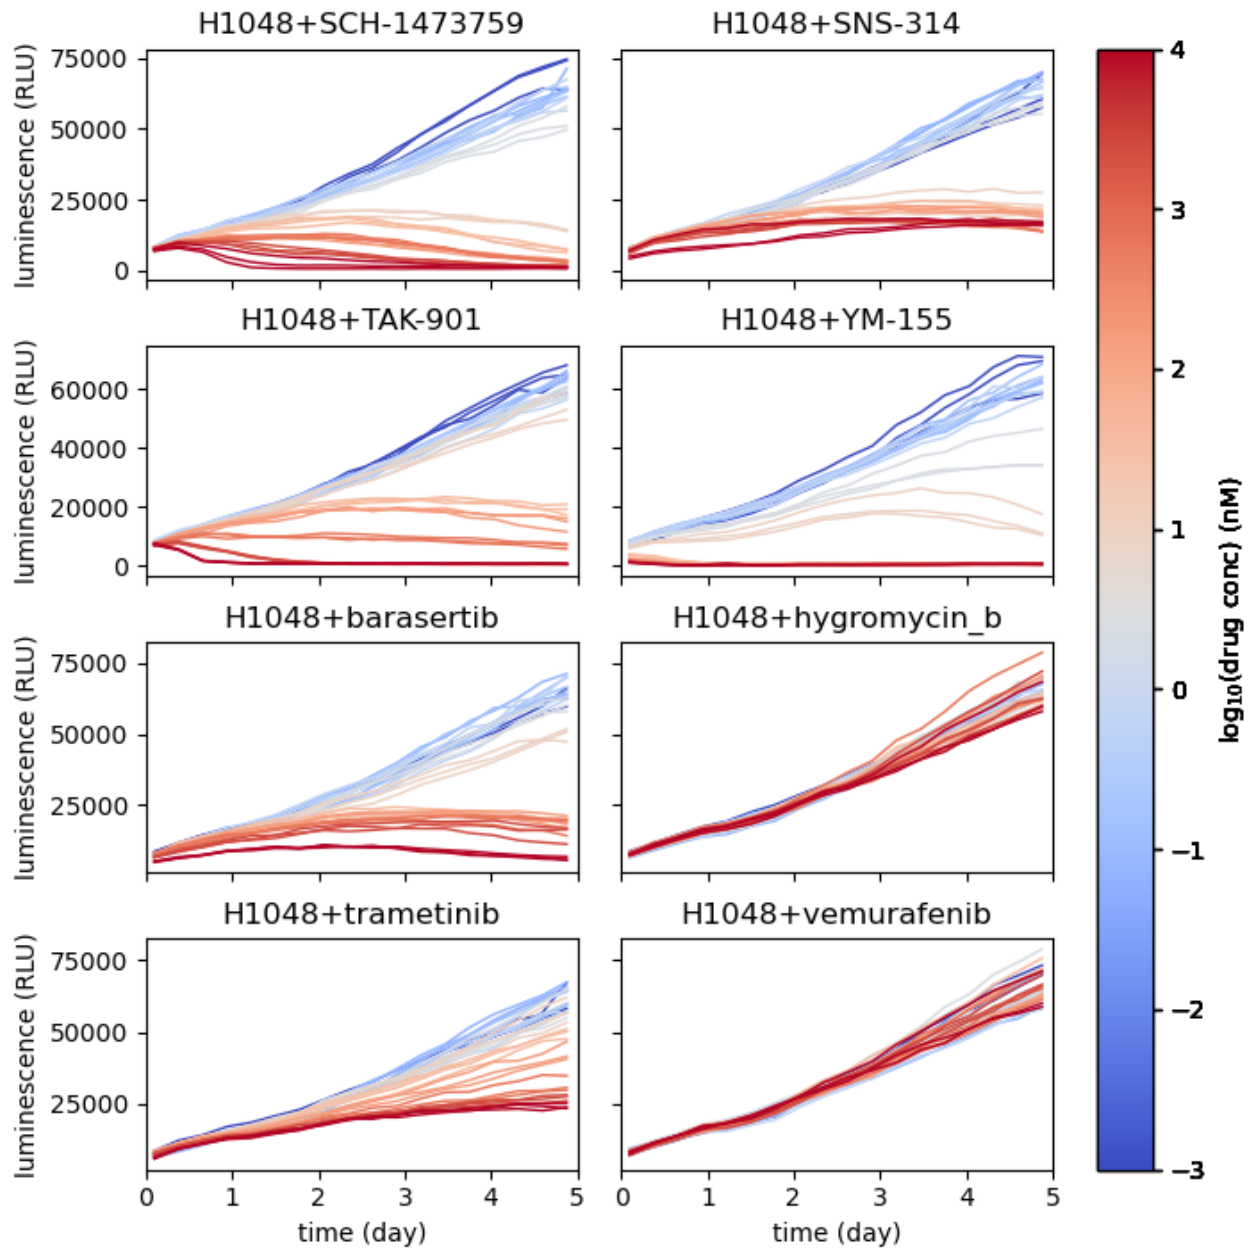 H1048+SCH-1473759
H1048+SNS-314
luminescence (RLU)
75000
50000
25000
0
H1048+TAK-901
H1048+YM-155
luminescence (RLU)
60000
40000
20000
0
H1048+barasertib
H1048+hygromycin_b
luminescence (RLU)
75000
50000
25000
H1048+trametinib
H1048+vemurafenib
luminescence (RLU)
75000
50000
25000
0 1 2 3 4 5
time (day)
0 1 2 3 4 5
time (day)
4
3
2
1
0
−1
−2
−3
log₁₀(drug conc) (nM)